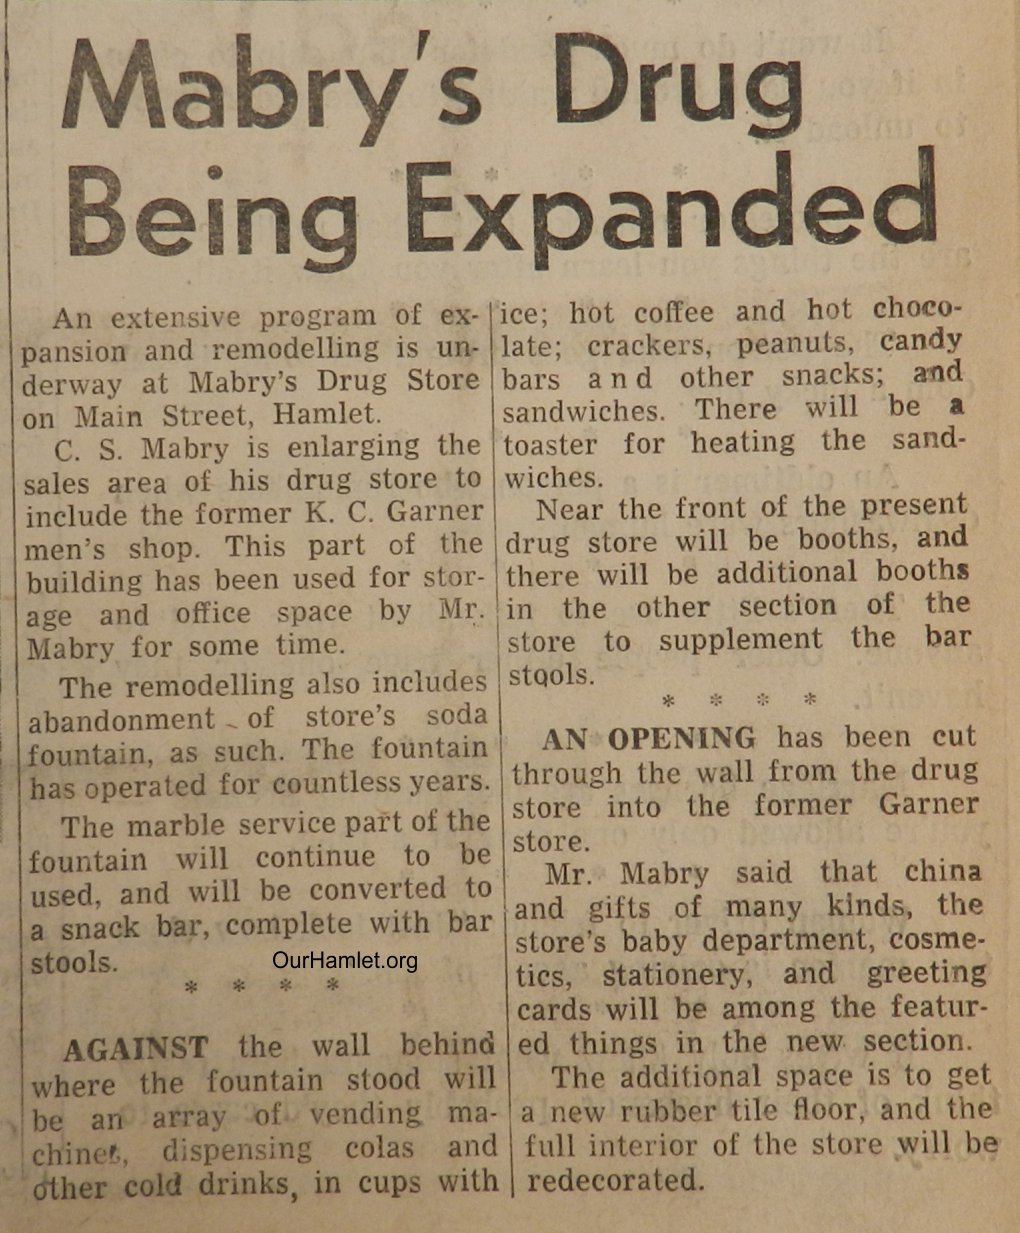 Mabry's Drug
Being Expanded
An extensive program of ex-
pansion and remodelling is un-
derway at Mabry's Drug Store
on Main Street, Hamlet.
C. S. Mabry is enlarging the
sales area of his drug store to
include the former K. C. Garner
men's shop. This part of the
building has been used for stor-
age and office space by Mr.
Mabry for some time.
The remodelling also includes
abandonment of store's soda
fountain, as such. The fountain
has operated for countless years.
The marble service part of the
fountain will continue to be
used, and will be converted to
a snack bar, complete with bar
stools.
OurHamlet.org
* * * *
AGAINST the wall behind
where the fountain stood will
be an array of vending ma-
chines, dispensing colas and
other cold drinks, in cups with
ice; hot coffee and hot choco-
late; crackers, peanuts, candy
bars and other snacks; and
sandwiches. There will be a
toaster for heating the sand-
wiches.
Near the front of the present
drug store will be booths, and
there will be additional booths
in the other section of the
store to supplement the bar
stools.
* * * *
AN OPENING has been cut
through the wall from the drug
store into the former Garner
store.
Mr. Mabry said that china
and gifts of many kinds, the
store's baby department, cosme-
tics, stationery, and greeting
cards will be among the featur-
ed things in the new section.
The additional space is to get
a new rubber tile floor, and the
full interior of the store will be
redecorated.